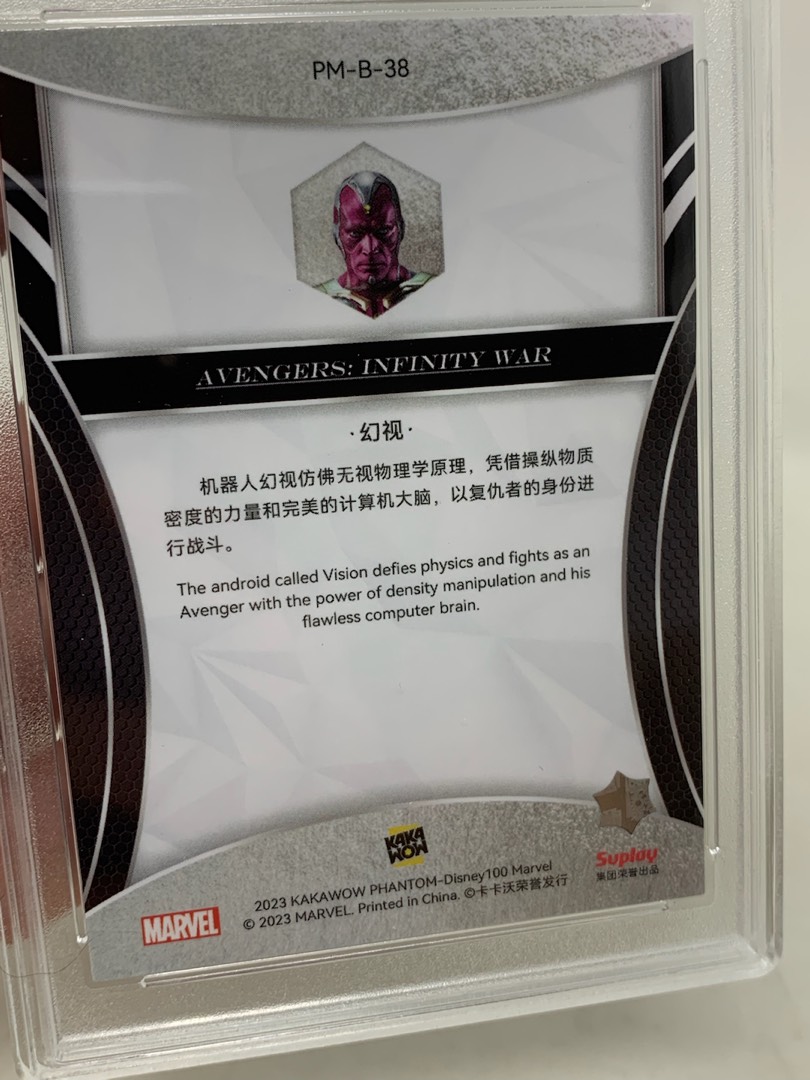 PM-B-38
AVENGERS: INFINITY WAR
·幻视·
机器人幻视仿佛无视物理学原理，凭借操纵物质
密度的力量和完美的计算机大脑，以复仇者的身份进
行战斗。
The android called Vision defies physics and fights as an
Avenger with the power of density manipulation and his
flawless computer brain.
KAKA
WOW
Suplay
集团荣誉出品
MARVEL
2023 KAKAWOW PHANTOM-Disney100 Marvel
© 2023 MARVEL. Printed in China. ©卡卡沃荣誉发行